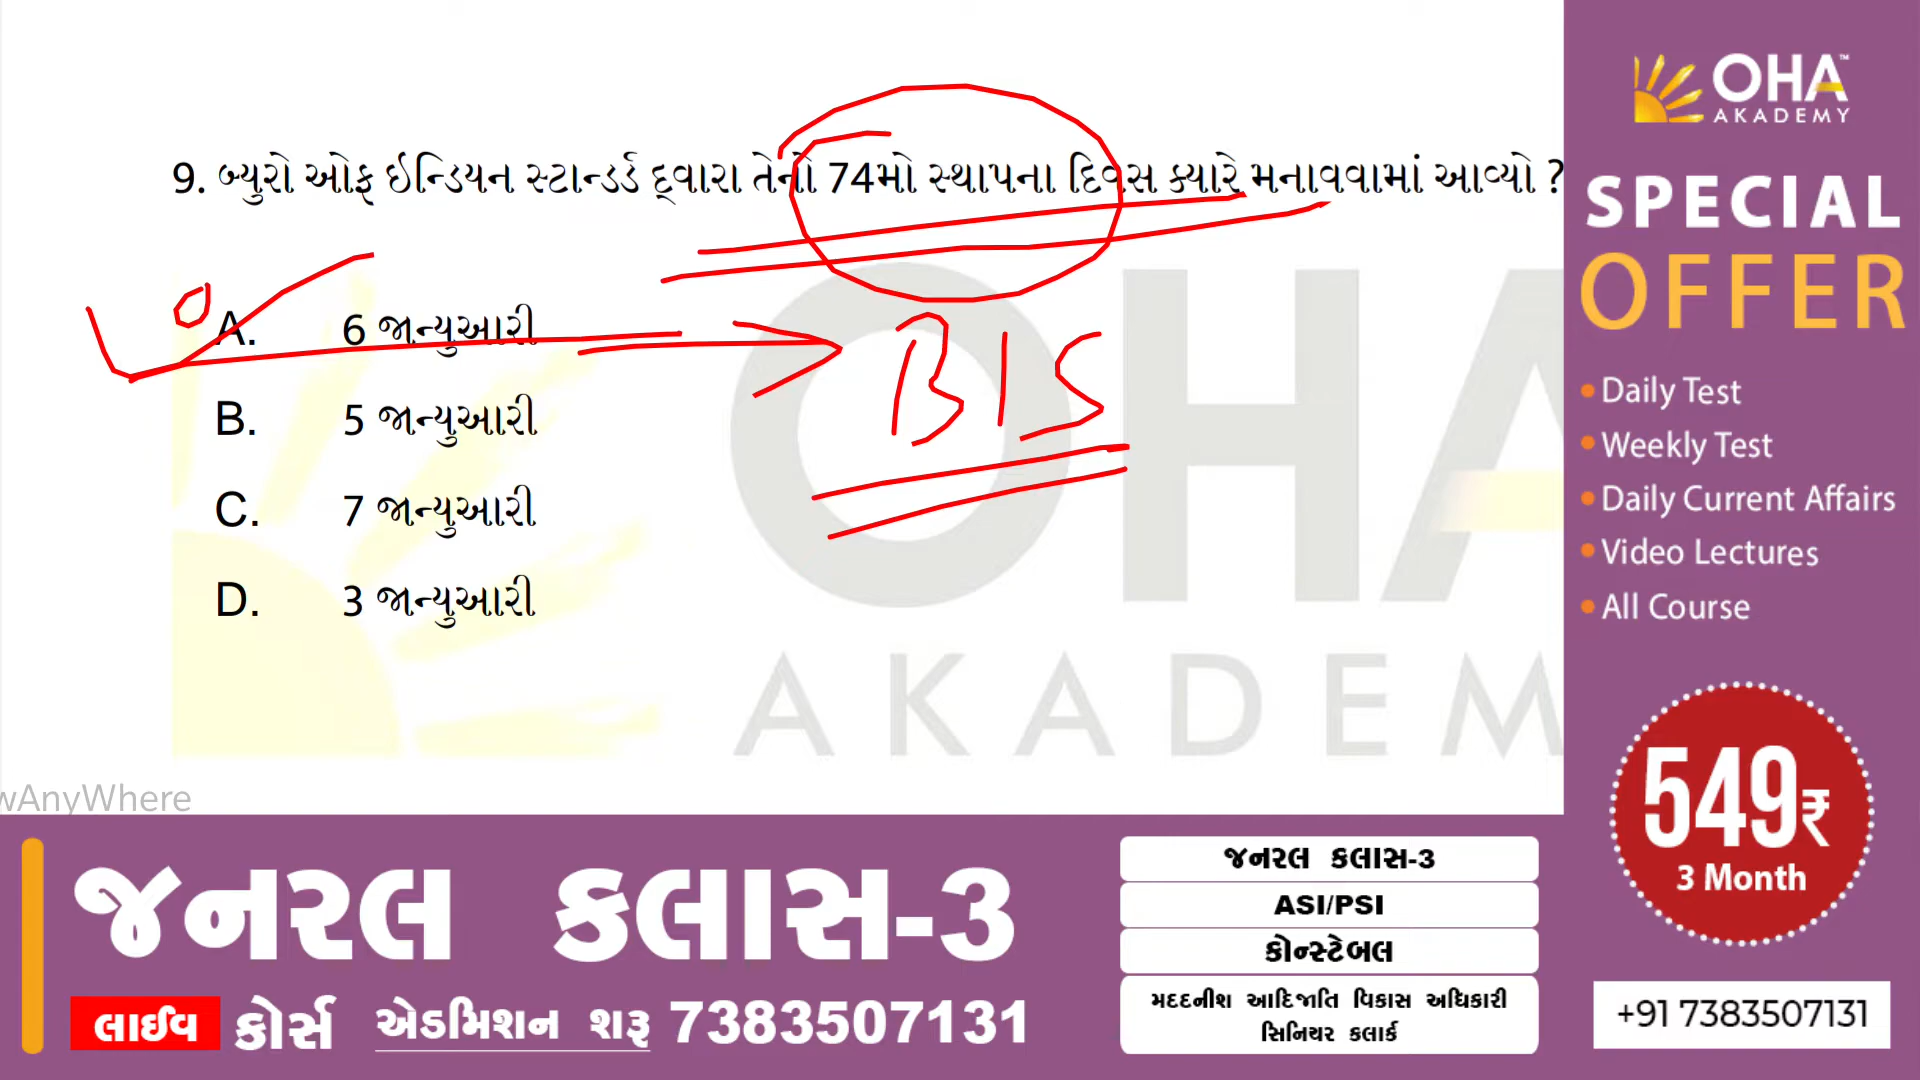 OHA™
AKADEMY
9. બ્યુરો ઓફ ઇન્ડિયન સ્ટાન્ડર્ડ દ્વારા તેનો 74મો સ્થાપના દિવસ ક્યારે મનાવવામાં આવ્યો ?
A. 6 જાન્યુઆરી
B. 5 જાન્યુઆરી
C. 7 જાન્યુઆરી
D. 3 જાન્યુઆરી
BIS
OHA
AKADEM
wAnyWhere
SPECIAL
OFFER
• Daily Test
• Weekly Test
• Daily Current Affairs
• Video Lectures
• All Course
549₹
3 Month
+91 7383507131
જનરલ કલાસ-3
લાઈવ કોર્સ એડમિશન શરૂ 7383507131
જનરલ કલાસ-3
ASI/PSI
કોન્સ્ટેબલ
મદદનીશ આદિજાતિ વિકાસ અધિકારી
સિનિયર કલાર્ક